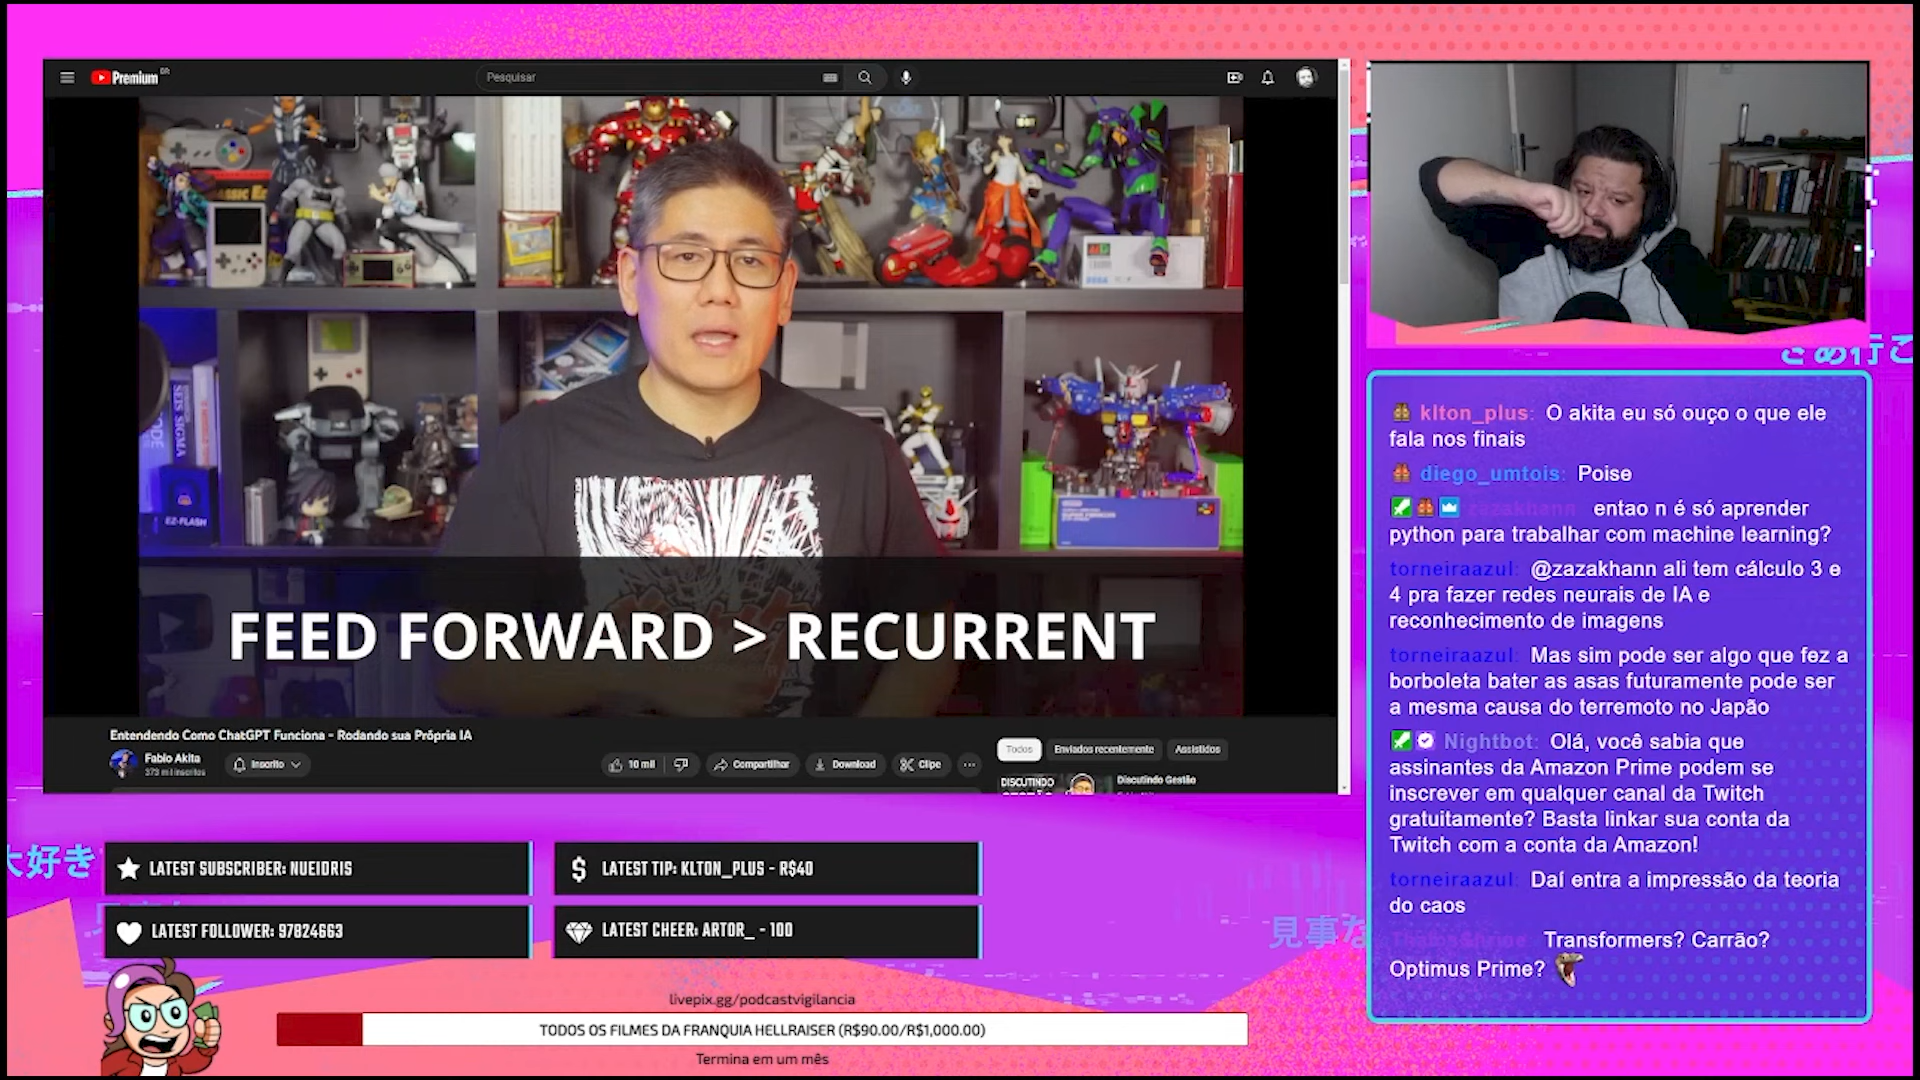 Premium BR
Pesquisar
FEED FORWARD > RECURRENT
Entendendo Como ChatGPT Funciona - Rodando sua Própria IA
Fabio Akita
373 mil inscritos
Inscrito
10 mil
Compartilhar
Download
Clipe
Todos
Enviados recentemente
Assistidos
DISCUTINDO
Discutindo Gestão
EZ-FLASH
SEGA
LATEST SUBSCRIBER: NUEIDRIS
LATEST TIP: KLTON_PLUS - R$40
LATEST FOLLOWER: 97824663
LATEST CHEER: ARTOR_ - 100
livepix.gg/podcastvigilancia
TODOS OS FILMES DA FRANQUIA HELLRAISER (R$90.00/R$1,000.00)
Termina em um mês
klton_plus: O akita eu só ouço o que ele
fala nos finais
diego_umtois: Poise
zazakhann entao n é só aprender
python para trabalhar com machine learning?
torneiraazul: @zazakhann ali tem cálculo 3 e
4 pra fazer redes neurais de IA e
reconhecimento de imagens
torneiraazul: Mas sim pode ser algo que fez a
borboleta bater as asas futuramente pode ser
a mesma causa do terremoto no Japão
Nightbot: Olá, você sabia que
assinantes da Amazon Prime podem se
inscrever em qualquer canal da Twitch
gratuitamente? Basta linkar sua conta da
Twitch com a conta da Amazon!
torneiraazul: Daí entra a impressão da teoria
do caos
Transformers? Carrão?
Optimus Prime?
大好き
見事な